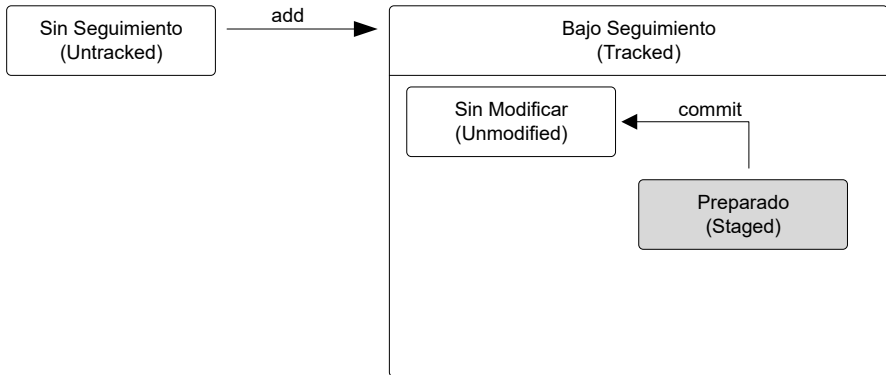 Sin Seguimiento
(Untracked)
add
Bajo Seguimiento
(Tracked)
Sin Modificar
(Unmodified)
commit
Preparado
(Staged)